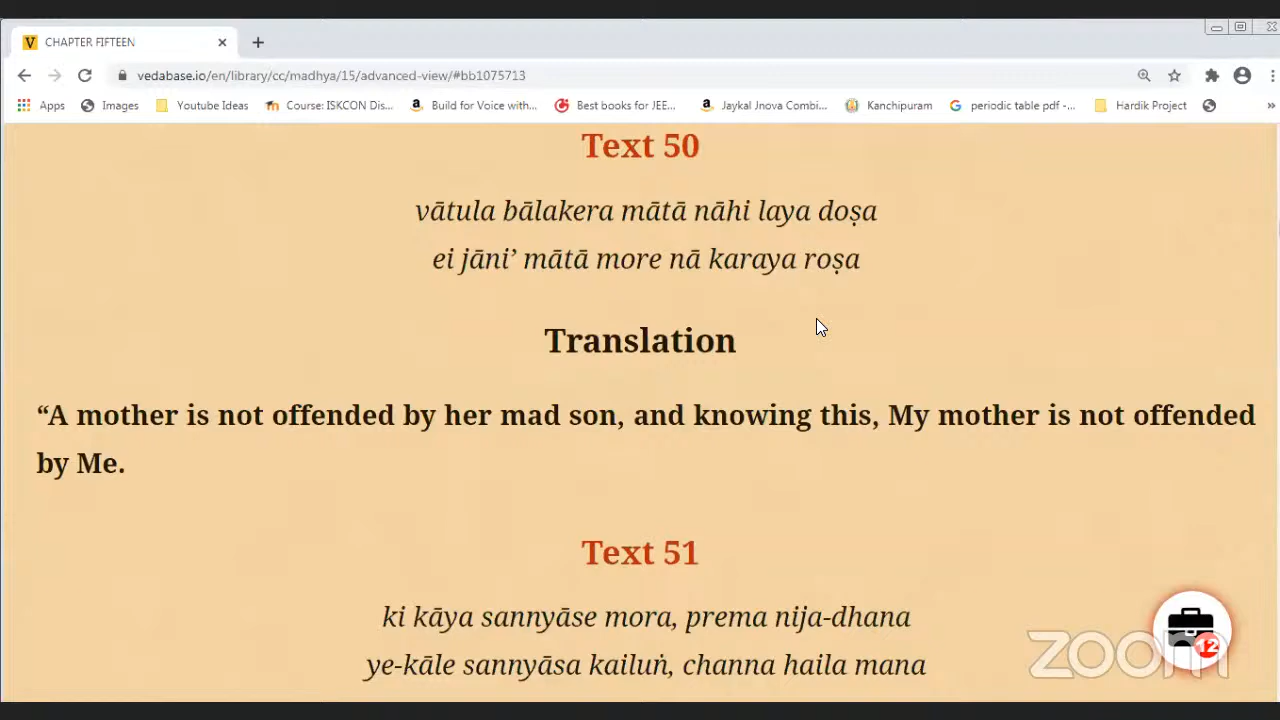 CHAPTER FIFTEEN
vedabase.io/en/library/cc/madhya/15/advanced-view/#bb1075713
Apps Images Youtube Ideas Course: ISKCON Dis... Build for Voice with... Best books for JEE... Jaykal Jnova Combi... Kanchipuram periodic table pdf -... Hardik Project »
Text 50
vātula bālakera mātā nāhi laya doṣa
ei jāni’ mātā more nā karaya roṣa
Translation
“A mother is not offended by her mad son, and knowing this, My mother is not offended
by Me.
Text 51
ki kāya sannyāse mora, prema nija-dhana
ye-kāle sannyāsa kailuṅ, channa haila mana
12
zoom